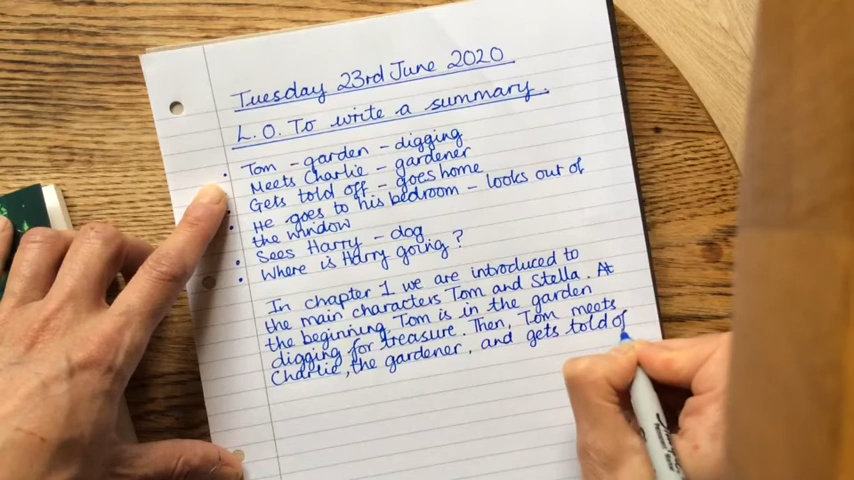 Tuesday 23rd June 2020
L.O. To write a summary.
• Tom - garden - digging
Meets Charlie - gardener
Gets told off - goes home
• He goes to his bedroom - looks out of
the window
• Sees Harry - dog
• Where is Harry going?
In chapter 1 we are introduced to
the main characters Tom and Stella. At
the beginning, Tom is in the garden
digging for treasure. Then, Tom meets
Charlie, the gardener, and gets told of